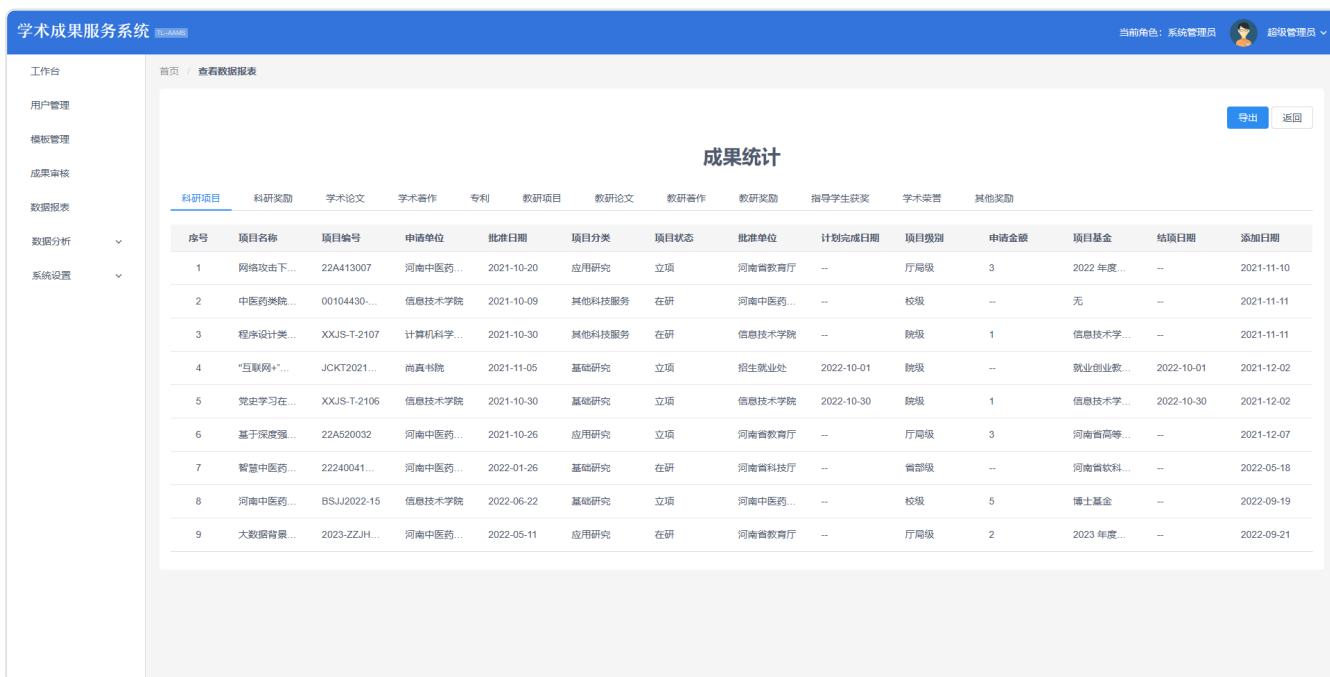 学术成果服务系统 TL-AAMS 当前角色：系统管理员 超级管理员
工作台 首页 / 查看数据报表
用户管理
导出 返回
模板管理
成果统计
成果审核
科研项目 科研奖励 学术论文 学术著作 专利 教研项目 教研论文 教研著作 教研奖励 指导学生获奖 学术荣誉 其他奖励
数据报表
数据分析
系统设置
序号 项目名称 项目编号 申请单位 批准日期 项目分类 项目状态 批准单位 计划完成日期 项目级别 申请金额 项目基金 结项日期 添加日期
1 网络攻击下... 22A413007 河南中医药... 2021-10-20 应用研究 立项 河南省教育厅 -- 厅局级 3 2022 年度... -- 2021-11-10
2 中医药类院... 00104430-... 信息技术学院 2021-10-09 其他科技服务 在研 河南中医药... -- 校级 -- 无 -- 2021-11-11
3 程序设计类... XXJS-T-2107 计算机科学... 2021-10-30 其他科技服务 在研 信息技术学院 -- 院级 1 信息技术学... -- 2021-11-11
4 “互联网+”... JCKT2021... 尚真书院 2021-11-05 基础研究 立项 招生就业处 2022-10-01 院级 -- 就业创业教... 2022-10-01 2021-12-02
5 党史学习在... XXJS-T-2106 信息技术学院 2021-10-30 基础研究 立项 信息技术学院 2022-10-30 院级 1 信息技术学... 2022-10-30 2021-12-02
6 基于深度强... 22A520032 河南中医药... 2021-10-26 应用研究 立项 河南省教育厅 -- 厅局级 3 河南省高等... -- 2021-12-07
7 智慧中医药... 22240041... 河南中医药... 2022-01-26 基础研究 在研 河南省科技厅 -- 省部级 -- 河南省软科... -- 2022-05-18
8 河南中医药... BSJJ2022-15 信息技术学院 2022-06-22 基础研究 立项 河南中医药... -- 校级 5 博士基金 -- 2022-09-19
9 大数据背景... 2023-ZZJH... 河南中医药... 2022-05-11 应用研究 在研 河南省教育厅 -- 厅局级 2 2023 年度... -- 2022-09-21